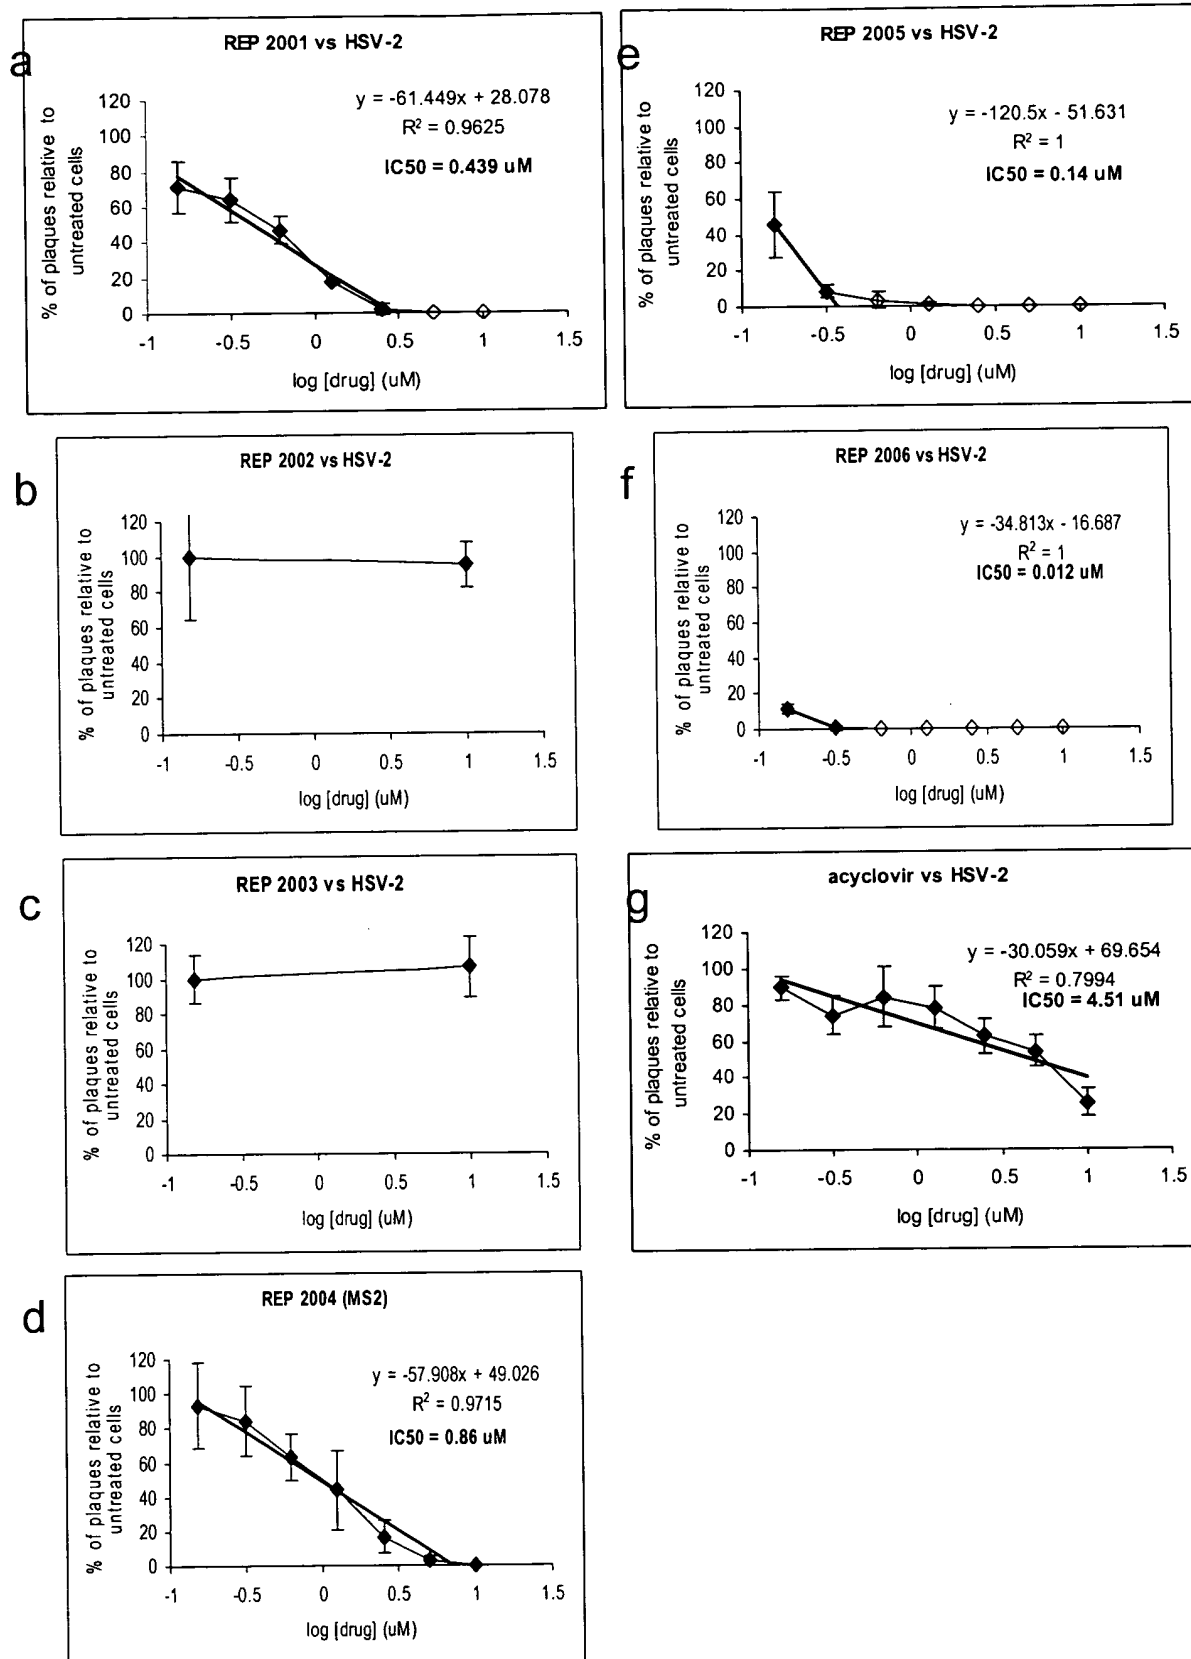 a
REP 2001 vs HSV-2
y = -61.449x + 28.078
R² = 0.9625
IC50 = 0.439 uM
% of plaques relative to
untreated cells
120
100
80
60
40
20
0
-1 -0.5 0 0.5 1 1.5
log [drug] (uM)
b
REP 2002 vs HSV-2
% of plaques relative to
untreated cells
120
100
80
60
40
20
0
-1 -0.5 0 0.5 1 1.5
log [drug] (uM)
c
REP 2003 vs HSV-2
% of plaques relative to
untreated cells
120
100
80
60
40
20
0
-1 -0.5 0 0.5 1 1.5
log [drug] (uM)
d
REP 2004 (MS2)
y = -57.908x + 49.026
R² = 0.9715
IC50 = 0.86 uM
% of plaques relative to
untreated cells
120
100
80
60
40
20
0
-1 -0.5 0 0.5 1 1.5
log [drug] (uM)
e
REP 2005 vs HSV-2
y = -120.5x - 51.631
R² = 1
IC50 = 0.14 uM
% of plaques relative to
untreated cells
120
100
80
60
40
20
0
-1 -0.5 0 0.5 1 1.5
log [drug] (uM)
f
REP 2006 vs HSV-2
y = -34.813x - 16.687
R² = 1
IC50 = 0.012 uM
% of plaques relative to
untreated cells
120
100
80
60
40
20
0
-1 -0.5 0 0.5 1 1.5
log [drug] (uM)
g
acyclovir vs HSV-2
y = -30.059x + 69.654
R² = 0.7994
IC50 = 4.51 uM
% of plaques relative to
untreated cells
120
100
80
60
40
20
0
-1 -0.5 0 0.5 1 1.5
log [drug] (uM)